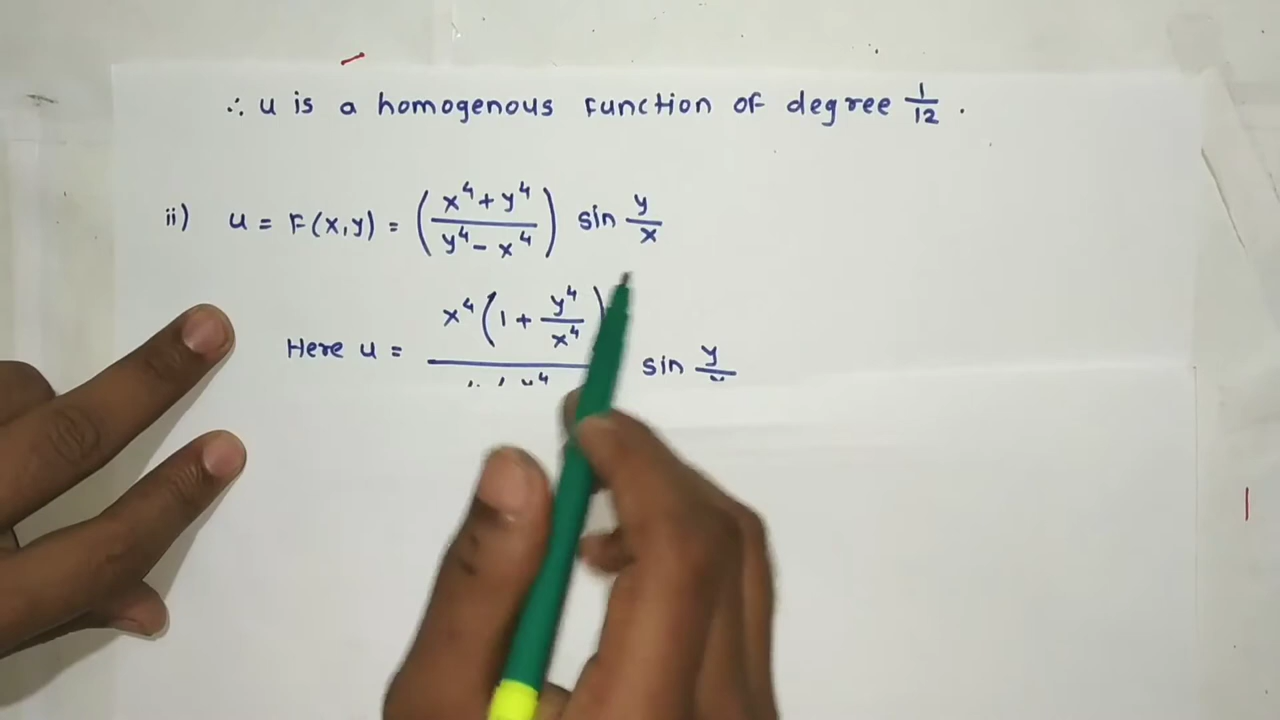 ∴ u is a homogenous function of degree 1/12 .
ii) u = F(x,y) = (x⁴+y⁴ / y⁴-x⁴) sin y/x
Here u = x⁴(1 + y⁴/x⁴) sin y